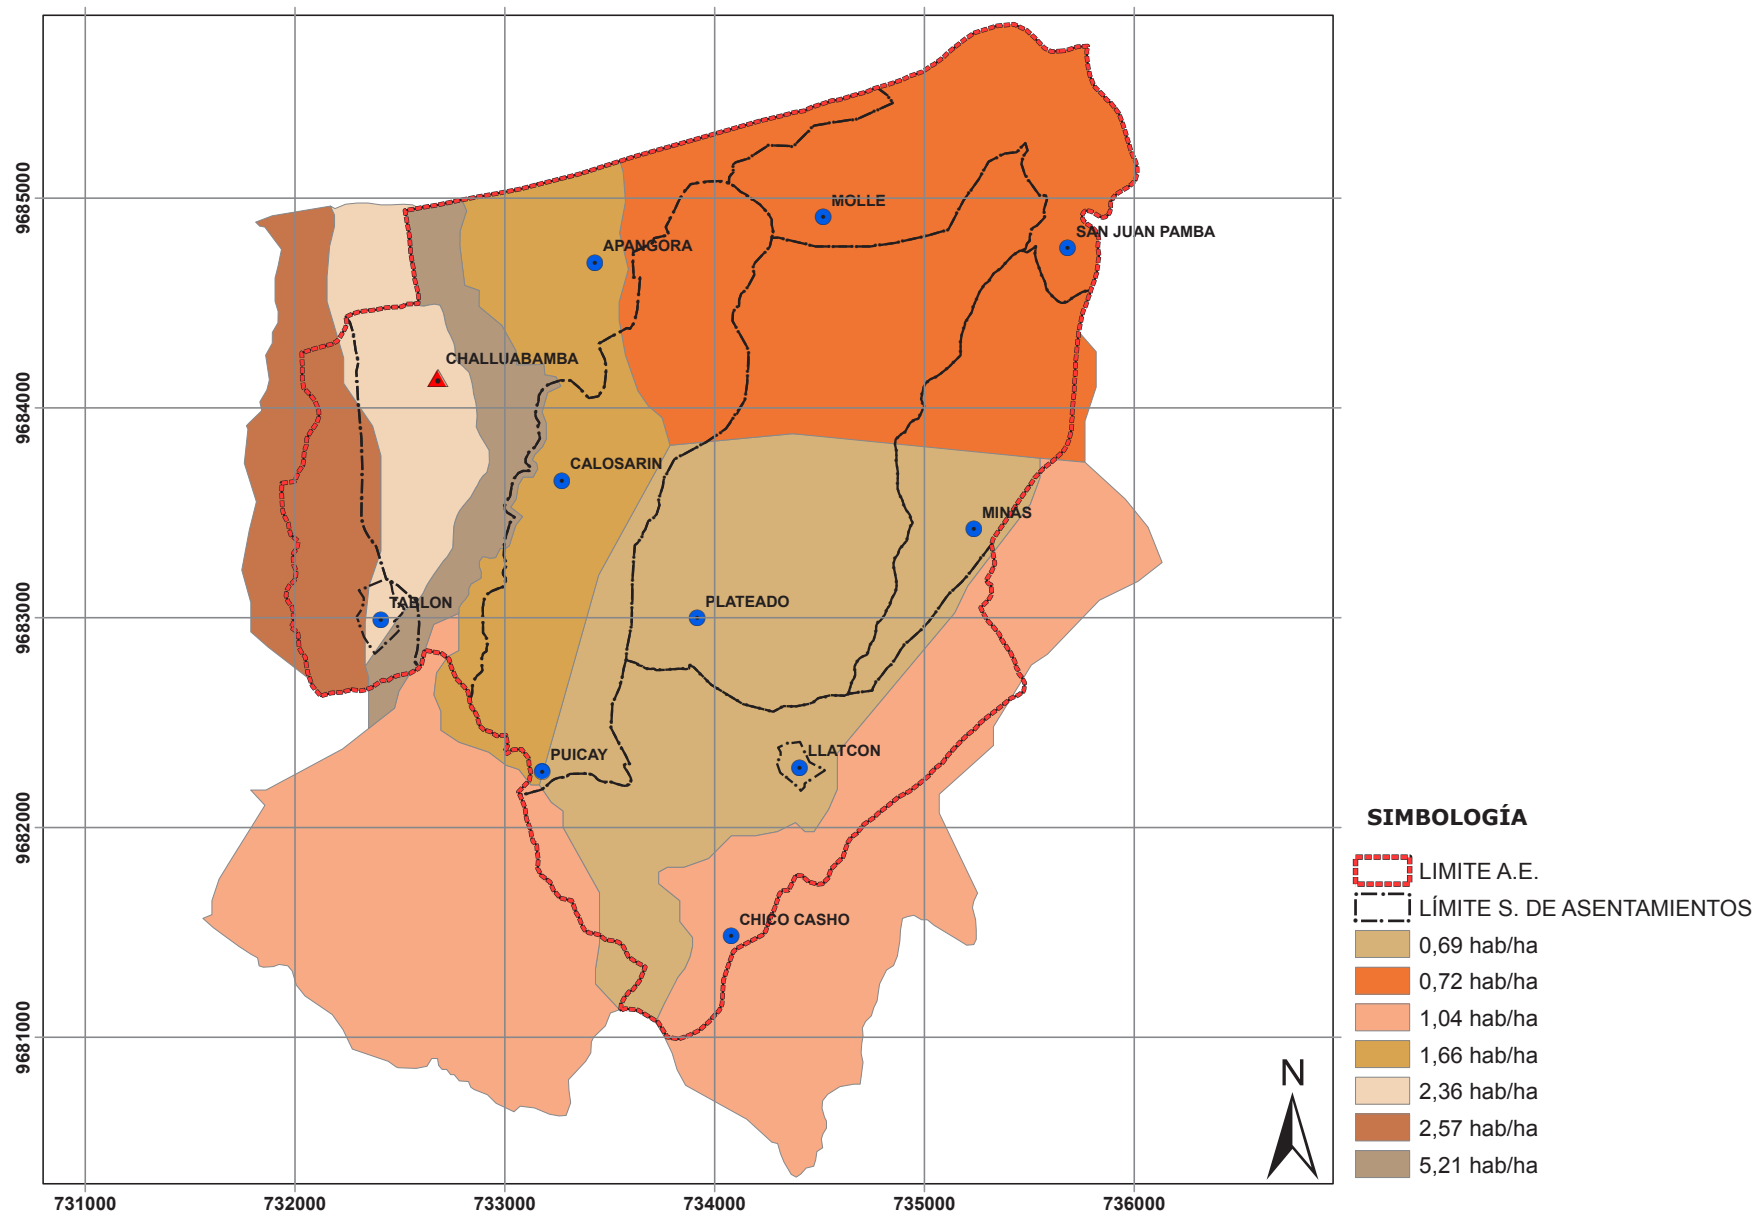 MOLLE
SAN JUAN PAMBA
APANGORA
CHALLUABAMBA
CALOSARIN
MINAS
TABLON
PLATEADO
PUICAY
LLATCON
CHICO CASHO
9685000
9684000
9683000
9682000
9681000
731000
732000
733000
734000
735000
736000
N
SIMBOLOGÍA
LIMITE A.E.
LÍMITE S. DE ASENTAMIENTOS
0,69 hab/ha
0,72 hab/ha
1,04 hab/ha
1,66 hab/ha
2,36 hab/ha
2,57 hab/ha
5,21 hab/ha